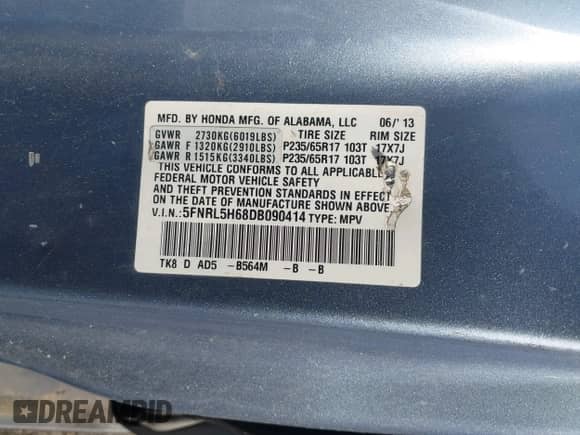 MFD. BY HONDA MFG. OF ALABAMA, LLC 06/ 13
GVWR 2730KG(6019LBS) TIRE SIZE RIM SIZE
GAWR F 1320KG(2910LBS) P235/65R17 103T 17X7J
GAWR R 1515KG(3340LBS) P235/65R17 103T 17X7J
THIS VEHICLE CONFORMS TO ALL APPLICABLE
FEDERAL MOTOR VEHICLE SAFETY
AND THEFT PREVENTION STANDARDS IN EFFECT
ON THE DATE OF MANUFACTURE SHOWN ABOVE
V.I.N.:5FNRL5H68DB090414 TYPE: MPV
TK8 D AD5 -B564M -B -B
DREAMBID